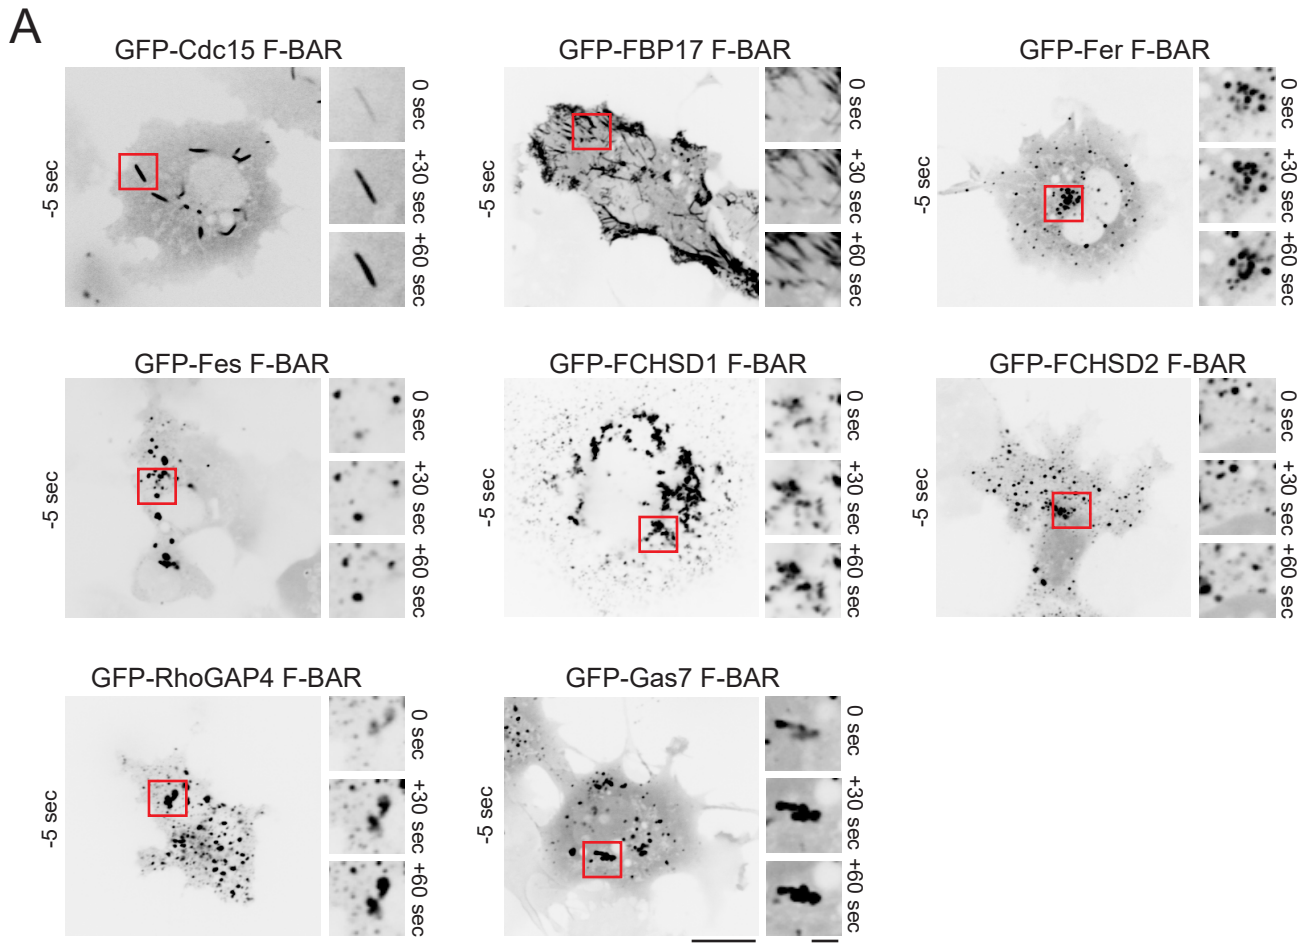 A
GFP-Cdc15 F-BAR
-5 sec
0 sec
+30 sec
+60 sec
GFP-FBP17 F-BAR
-5 sec
0 sec
+30 sec
+60 sec
GFP-Fer F-BAR
-5 sec
0 sec
+30 sec
+60 sec
GFP-Fes F-BAR
-5 sec
0 sec
+30 sec
+60 sec
GFP-FCHSD1 F-BAR
-5 sec
0 sec
+30 sec
+60 sec
GFP-FCHSD2 F-BAR
-5 sec
0 sec
+30 sec
+60 sec
GFP-RhoGAP4 F-BAR
-5 sec
0 sec
+30 sec
+60 sec
GFP-Gas7 F-BAR
-5 sec
0 sec
+30 sec
+60 sec